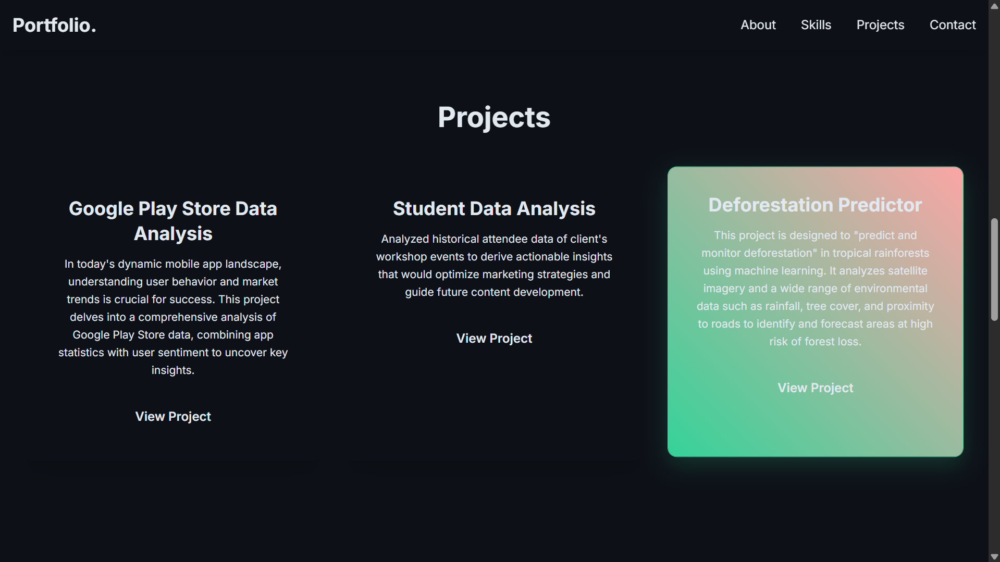 Portfolio.
About
Skills
Projects
Contact
Projects
Google Play Store Data
Analysis
In today's dynamic mobile app landscape,
understanding user behavior and market
trends is crucial for success. This project
delves into a comprehensive analysis of
Google Play Store data, combining app
statistics with user sentiment to uncover key
insights.
View Project
Student Data Analysis
Analyzed historical attendee data of client's
workshop events to derive actionable insights
that would optimize marketing strategies and
guide future content development.
View Project
Deforestation Predictor
This project is designed to "predict and
monitor deforestation" in tropical rainforests
using machine learning. It analyzes satellite
imagery and a wide range of environmental
data such as rainfall, tree cover, and proximity
to roads to identify and forecast areas at high
risk of forest loss.
View Project